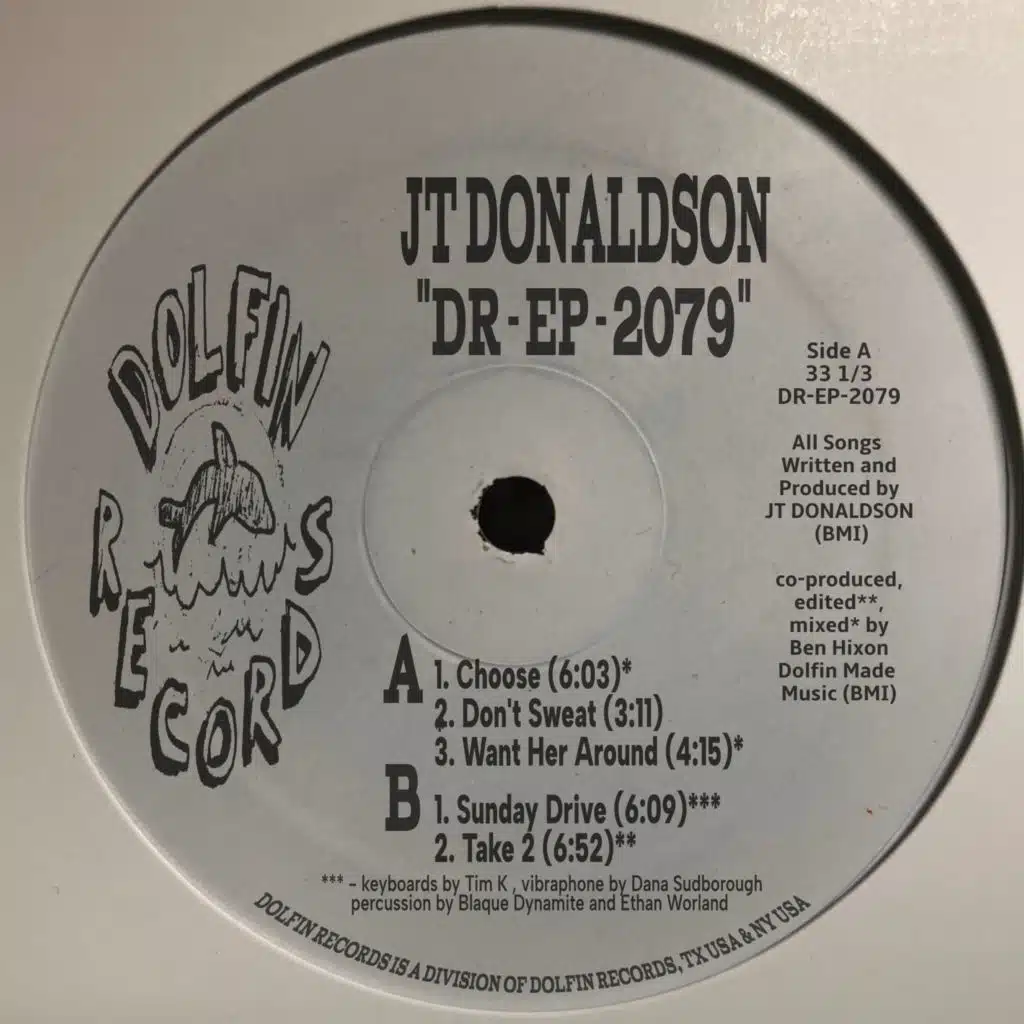 JT DONALDSON
"DR-EP-2079"
DOLFIN
RECORDS
Side A
33 1/3
DR-EP-2079
All Songs
Written and
Produced by
JT DONALDSON
(BMI)
co-produced,
edited**,
mixed* by
Ben Hixon
Dolfin Made
Music (BMI)
A
1. Choose (6:03)*
2. Don't Sweat (3:11)
3. Want Her Around (4:15)*
B
1. Sunday Drive (6:09)***
2. Take 2 (6:52)**
*** - keyboards by Tim K , vibraphone by Dana Sudborough
percussion by Blaque Dynamite and Ethan Worland
DOLFIN RECORDS IS A DIVISION OF DOLFIN RECORDS, TX USA & NY USA